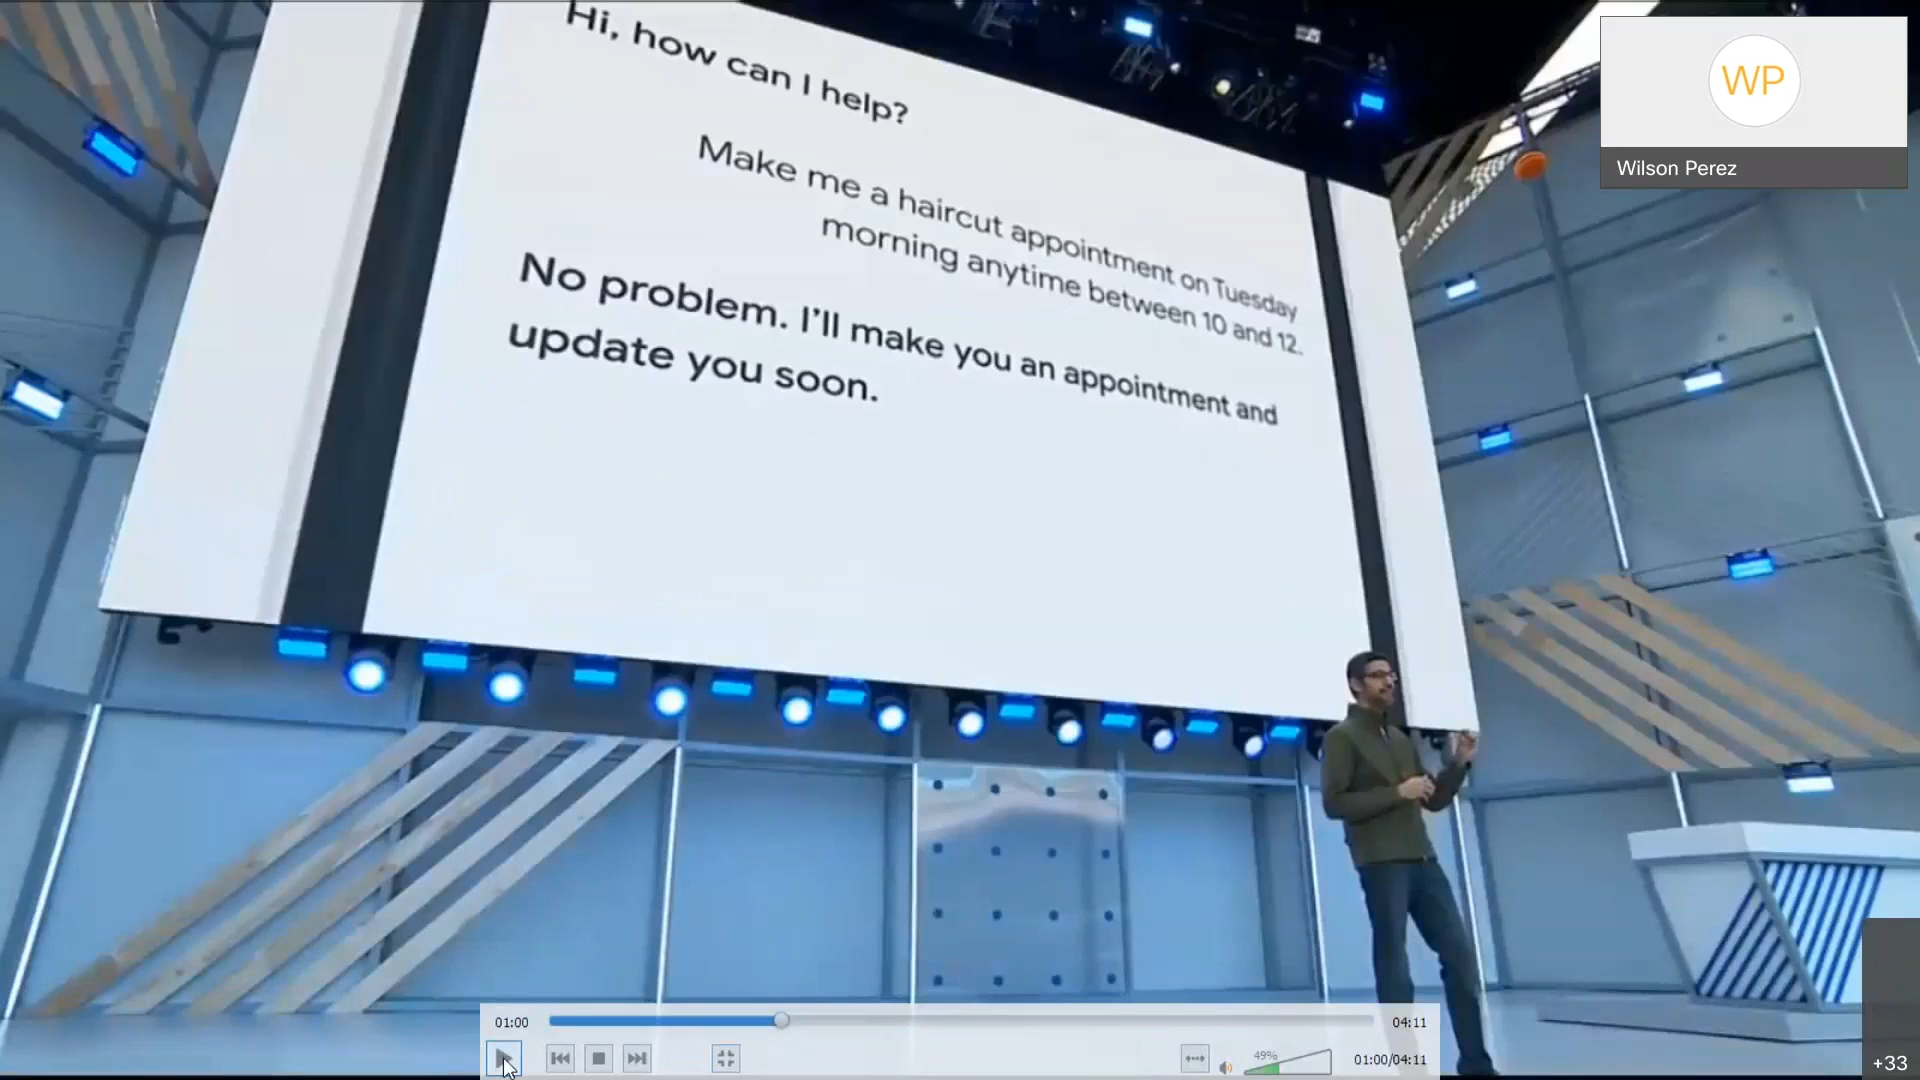 Hi, how can I help?
Make me a haircut appointment on Tuesday
morning anytime between 10 and 12.
No problem. I'll make you an appointment and
update you soon.
WP
Wilson Perez
01:00
04:11
49%
01:00/04:11
+33